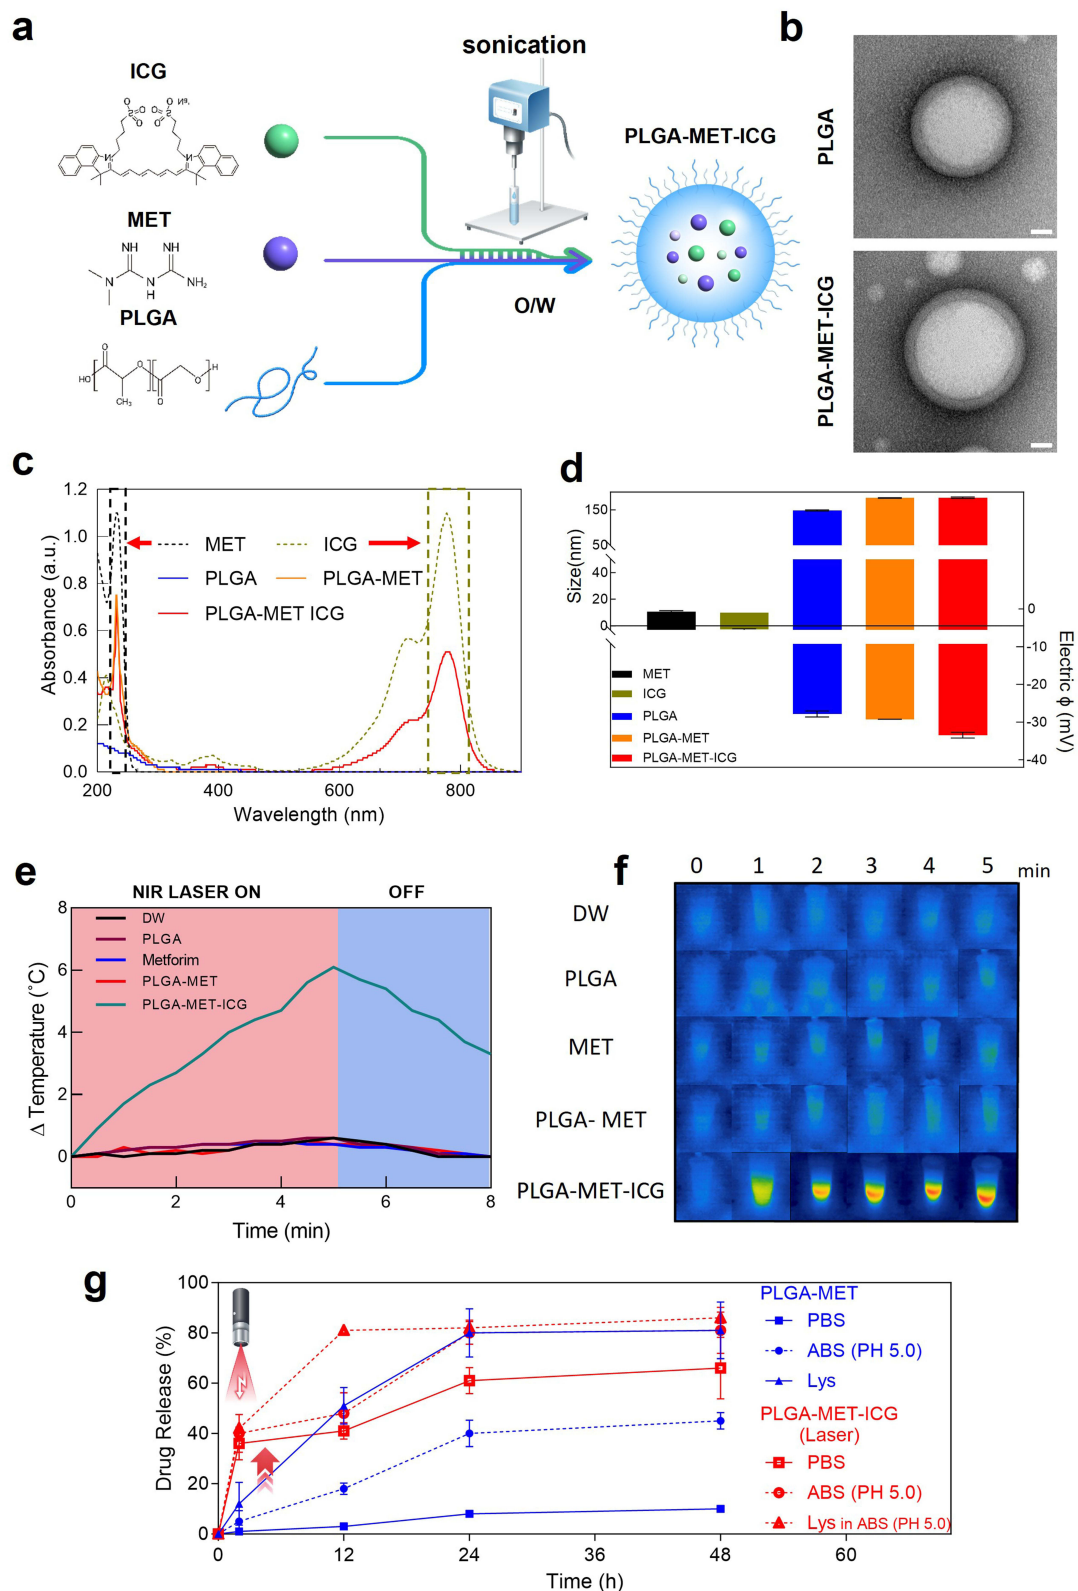 a
sonication
b
ICG
PLGA-MET-ICG
PLGA
MET
NH NH
N
N
H
NH₂
PLGA
O/W
PLGA-MET-ICG
HO
O
O
CH₃
O
O
H
c
d
1.2
1.0
0.8
0.6
0.4
0.2
0.0
Absorbance (a.u.)
MET
ICG
PLGA
PLGA-MET
PLGA-MET ICG
200
400
600
800
Wavelength (nm)
150
50
40
20
0
Size(nm)
0
-10
-20
-30
-40
Electric ϕ (mV)
MET
ICG
PLGA
PLGA-MET
PLGA-MET-ICG
e
NIR LASER ON
OFF
8
6
4
2
0
Δ Temperature (˚C)
DW
PLGA
Metforim
PLGA-MET
PLGA-MET-ICG
0
2
4
6
8
Time (min)
f
0 1 2 3 4 5 min
DW
PLGA
MET
PLGA- MET
PLGA-MET-ICG
g
100
80
60
40
20
0
Drug Release (%)
0
12
24
36
48
60
Time (h)
PLGA-MET
PBS
ABS (PH 5.0)
Lys
PLGA-MET-ICG
(Laser)
PBS
ABS (PH 5.0)
Lys in ABS (PH 5.0)